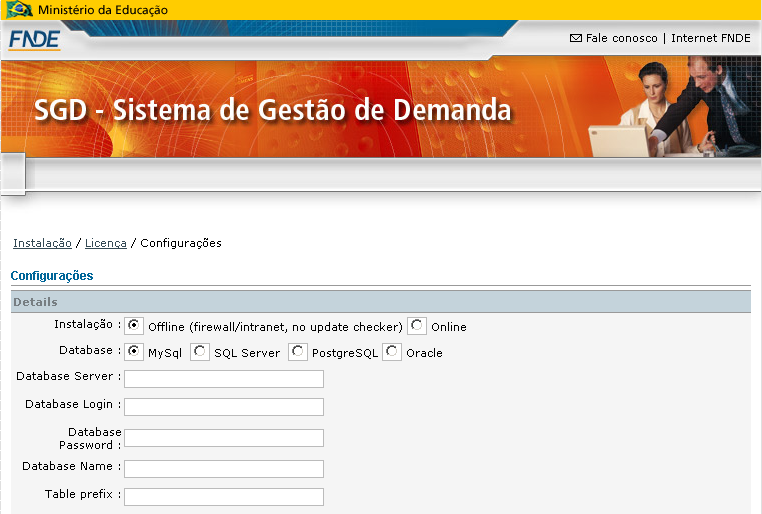 Ministério da Educação
FNDE
Fale conosco | Internet FNDE
SGD - Sistema de Gestão de Demanda
Instalação / Licença / Configurações
Configurações
Details
Instalação : Offline (firewall/intranet, no update checker) Online
Database : MySql SQL Server PostgreSQL Oracle
Database Server :
Database Login :
Database
Password :
Database Name :
Table prefix :